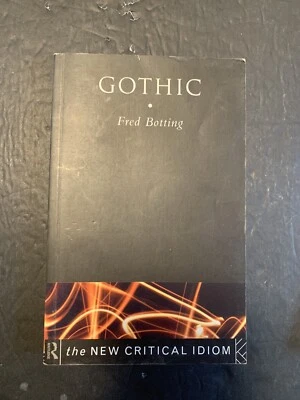 GOTHIC
Fred Botting
the NEW CRITICAL IDIOM